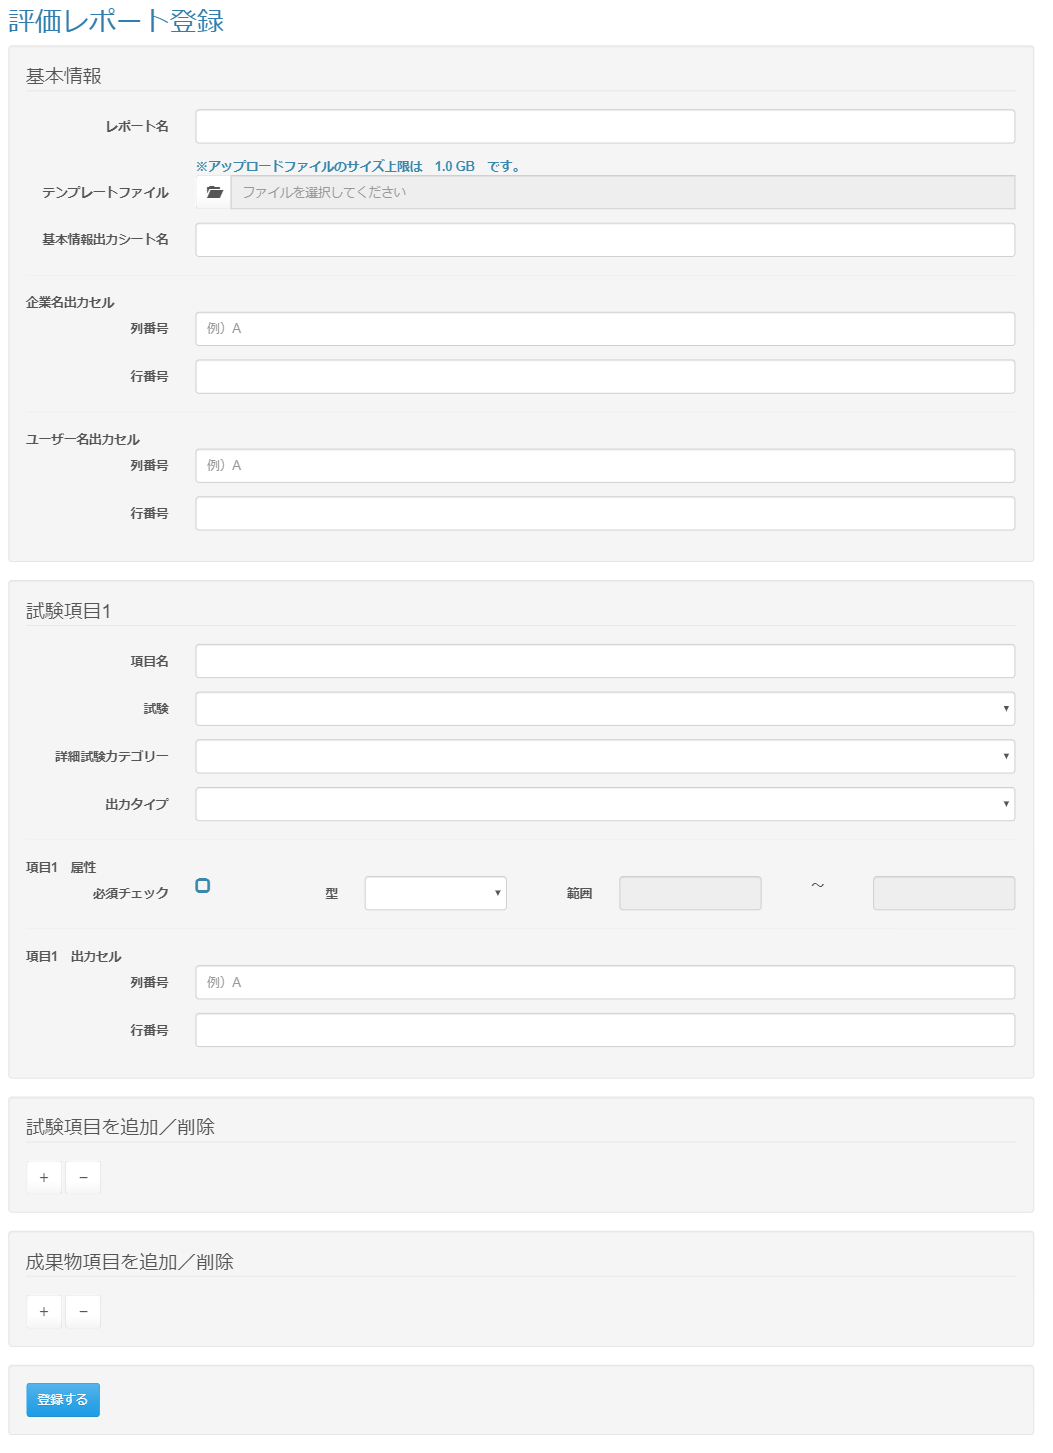 評価レポート登録
基本情報
レポート名
※アップロードファイルのサイズ上限は　1.0 GB　です。
テンプレートファイル
ファイルを選択してください
基本情報出力シート名
企業名出力セル
列番号
例）A
行番号
ユーザー名出力セル
列番号
例）A
行番号
試験項目1
項目名
試験
詳細試験カテゴリー
出力タイプ
項目1　属性
必須チェック
型
範囲
～
項目1　出力セル
列番号
例）A
行番号
試験項目を追加／削除
+ −
成果物項目を追加／削除
+ −
登録する